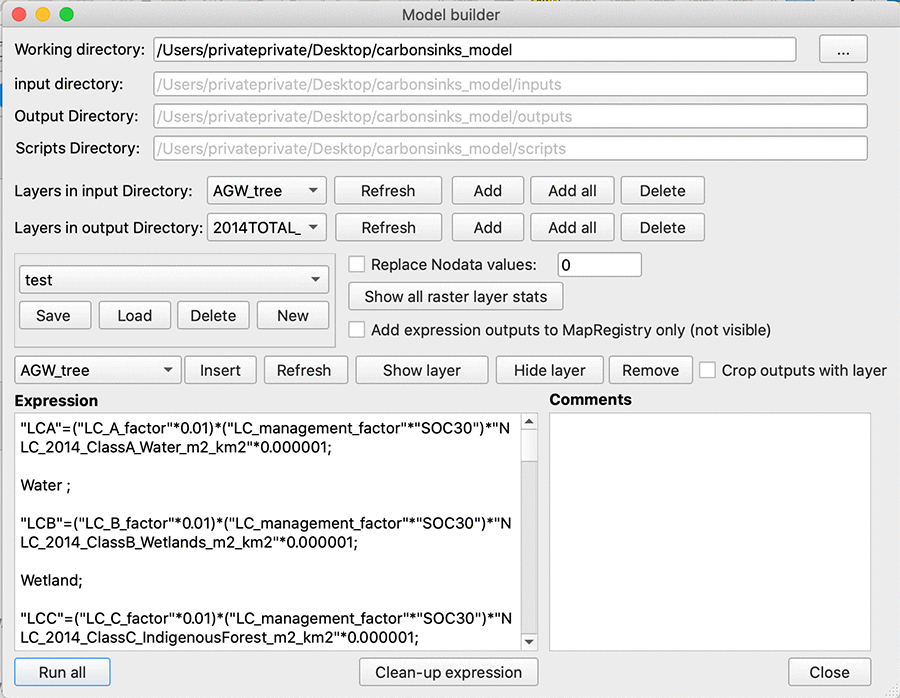 Model builder
Working directory: /Users/privateprivate/Desktop/carbonsinks_model ...
input directory: /Users/privateprivate/Desktop/carbonsinks_model/inputs
Output Directory: /Users/privateprivate/Desktop/carbonsinks_model/outputs
Scripts Directory: /Users/privateprivate/Desktop/carbonsinks_model/scripts
Layers in input Directory: AGW_tree Refresh Add Add all Delete
Layers in output Directory: 2014TOTAL_ Refresh Add Add all Delete
Replace Nodata values: 0
test
Show all raster layer stats
Save Load Delete New
Add expression outputs to MapRegistry only (not visible)
AGW_tree Insert Refresh Show layer Hide layer Remove Crop outputs with layer
Expression Comments
"LCA"=("LC_A_factor"*0.01)*("LC_management_factor"*"SOC30")*"N
LC_2014_ClassA_Water_m2_km2"*0.000001;
Water ;
"LCB"=("LC_B_factor"*0.01)*("LC_management_factor"*"SOC30")*"N
LC_2014_ClassB_Wetlands_m2_km2"*0.000001;
Wetland;
"LCC"=("LC_C_factor"*0.01)*("LC_management_factor"*"SOC30")*"N
LC_2014_ClassC_IndigenousForest_m2_km2"*0.000001;
Run all Clean-up expression Close